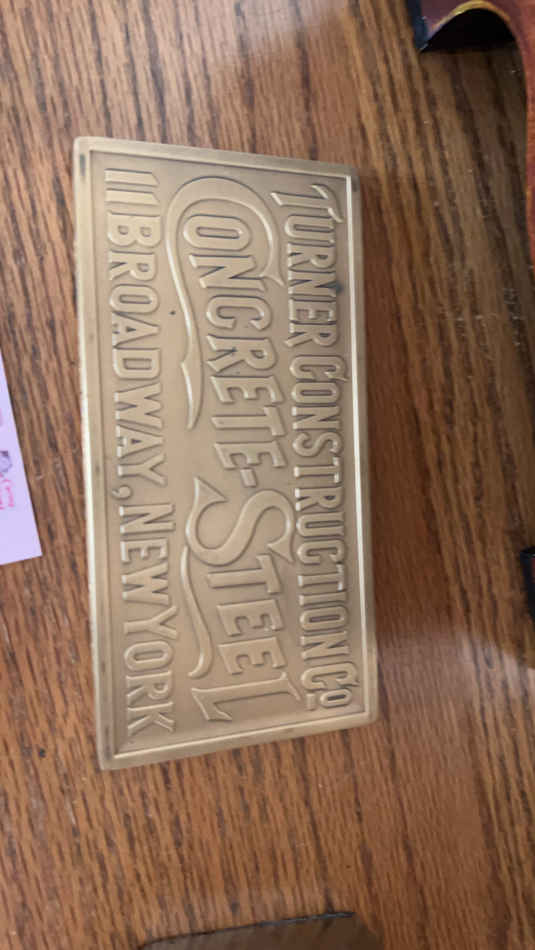 TURNER CONSTRUCTION CO
CONCRETE-STEEL
111 BROADWAY, NEW YORK